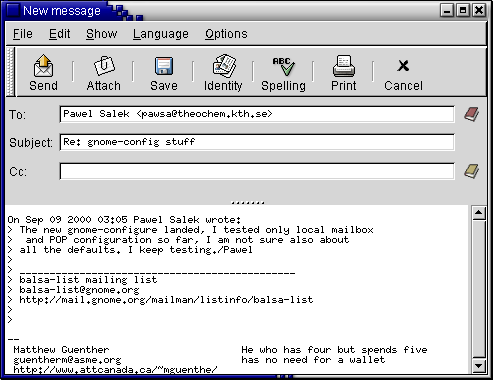 New message
File Edit Show Language Options
ABC
Send Attach Save Identity Spelling Print Cancel
To: Pawel Salek <pawsa@theochem.kth.se>
Subject: Re: gnome-config stuff
Cc:
On Sep 09 2000 03:05 Pawel Salek wrote:
> The new gnome-configure landed, I tested only local mailbox
>  and POP configuration so far, I am not sure also about
> all the defaults. I keep testing./Pawel
>
> _______________________________________________
> balsa-list mailing list
> balsa-list@gnome.org
> http://mail.gnome.org/mailman/listinfo/balsa-list
>
>
--
Matthew Guenther He who has four but spends five
guentherm@asme.org has no need for a wallet
http://www.attcanada.ca/~mguenthe/